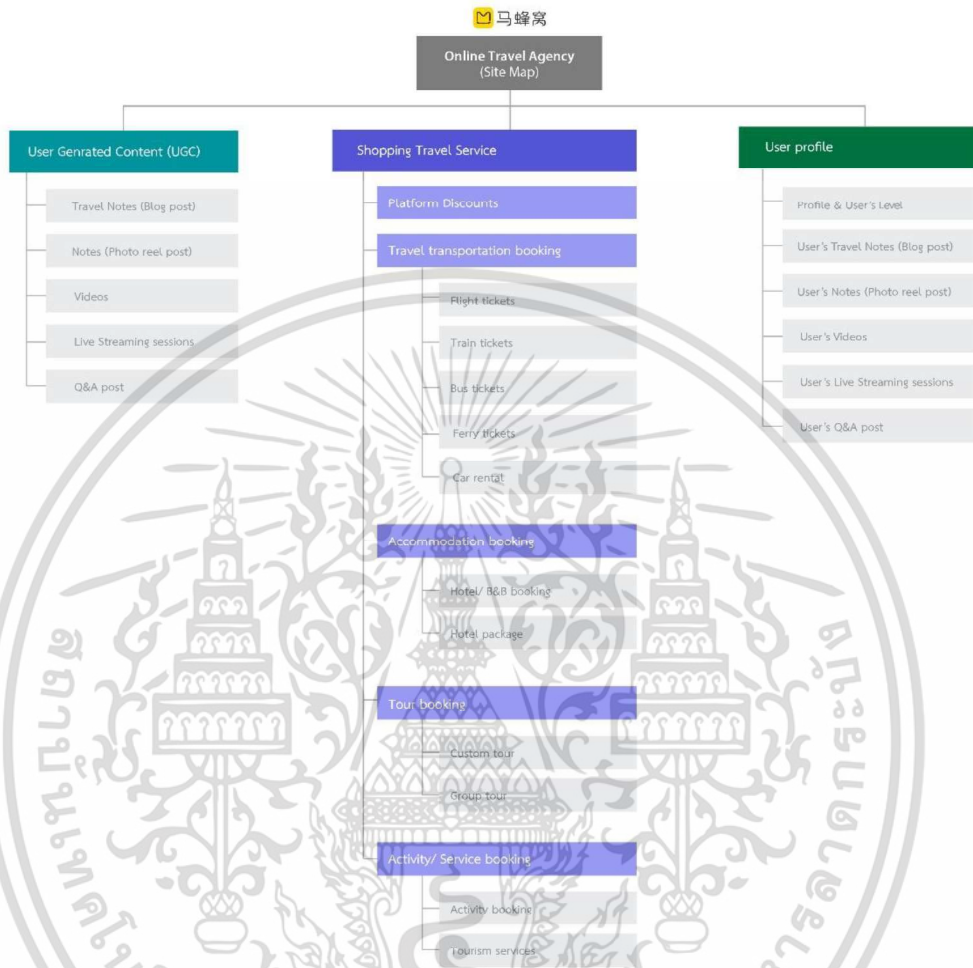 马蜂窝
Online Travel Agency
(Site Map)
User Genrated Content (UGC)
Travel Notes (Blog post)
Notes (Photo reel post)
Videos
Live Streaming sessions
Q&A post
Shopping Travel Service
Platform Discounts
Travel transportation booking
Flight tickets
Train tickets
Bus tickets
Ferry tickets
Car rental
Accommodation booking
Hotel/ B&B booking
Hotel package
Tour booking
Custom tour
Group tour
Activity/ Service booking
Activity booking
Tourism services
User profile
Profile & User's Level
User's Travel Notes (Blog post)
User's Notes (Photo reel post)
User's Videos
User's Live Streaming sessions
User's Q&A post